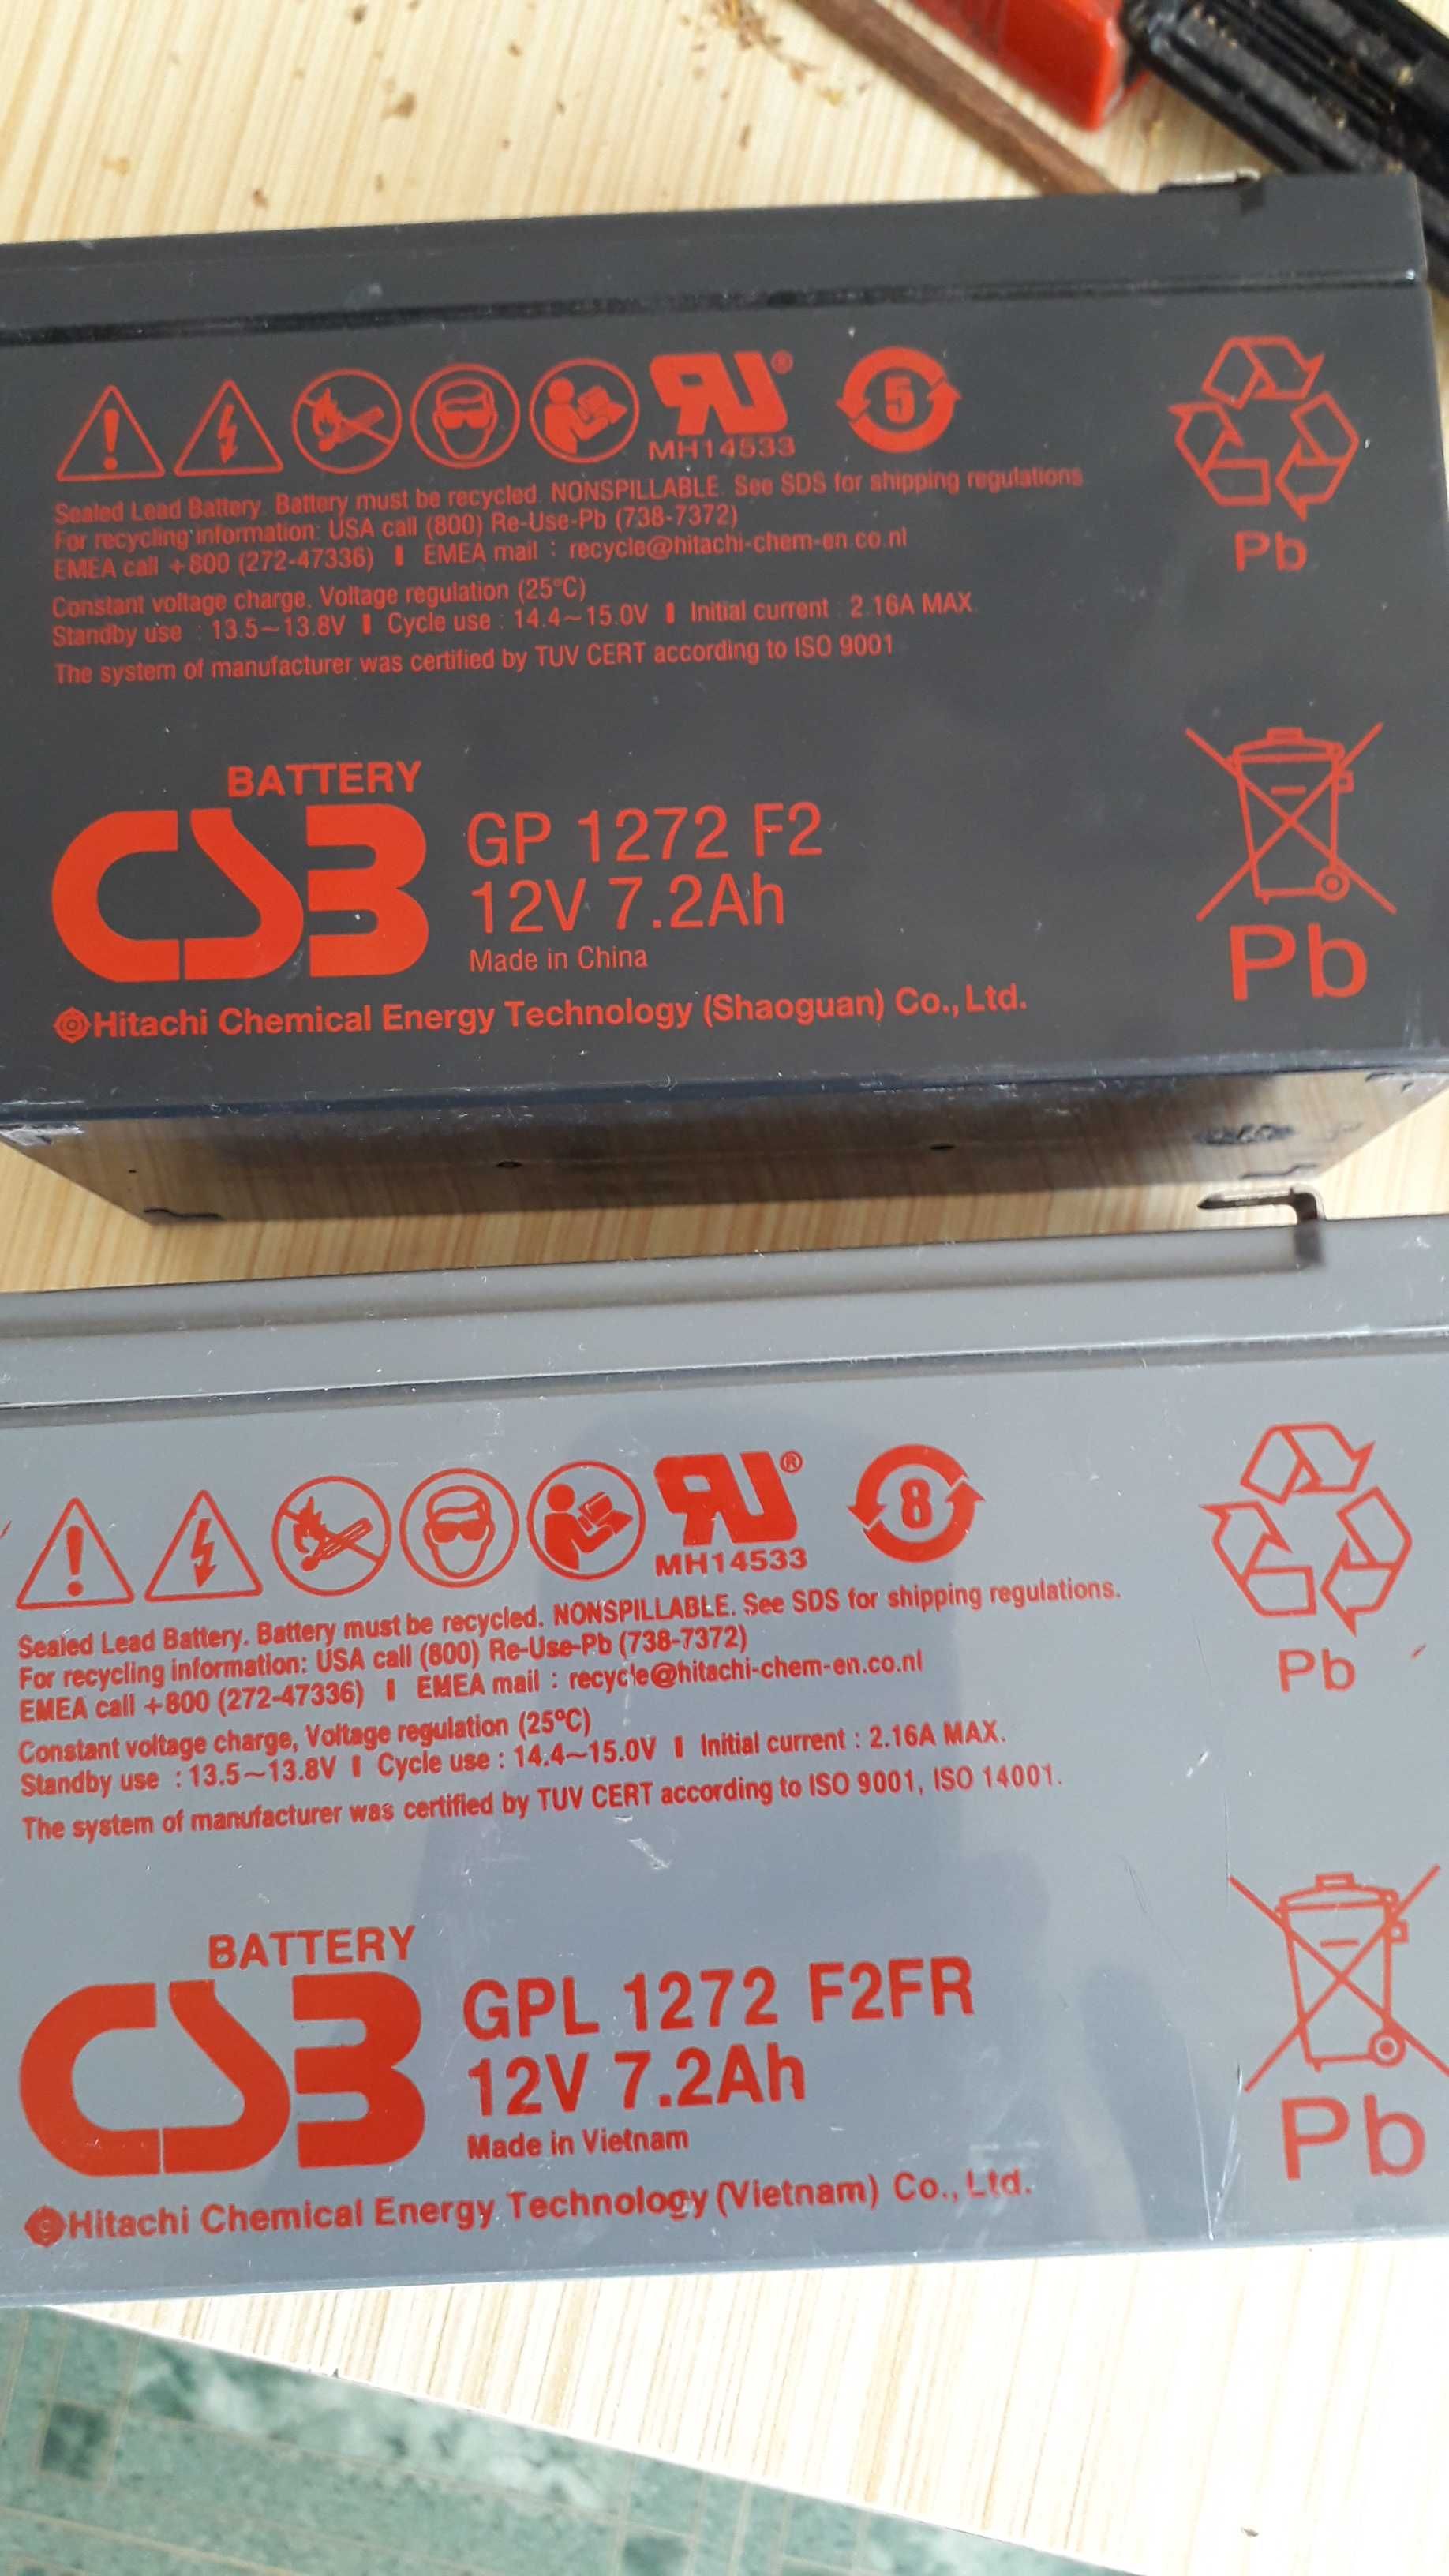 MH14533
5
Sealed Lead Battery. Battery must be recycled. NONSPILLABLE. See SDS for shipping regulations
For recycling information: USA call (800) Re-Use-Pb (738-7372)
EMEA call +800 (272-47336) EMEA mail : recycle@hitachi-chem-en.co.nl
Pb
Constant voltage charge, Voltage regulation (25°C)
Standby use : 13.5~13.8V Cycle use : 14.4~15.0V Initial current : 2.16A MAX.
The system of manufacturer was certified by TUV CERT according to ISO 9001
BATTERY
CSB
GP 1272 F2
12V 7.2Ah
Made in China
Pb
Hitachi Chemical Energy Technology (Shaoguan) Co., Ltd.
MH14533
8
Sealed Lead Battery. Battery must be recycled. NONSPILLABLE. See SDS for shipping regulations.
For recycling information: USA call (800) Re-Use-Pb (738-7372)
EMEA call +800 (272-47336) EMEA mail : recycle@hitachi-chem-en.co.nl
Pb
Constant voltage charge, Voltage regulation (25°C)
Standby use : 13.5~13.8V Cycle use : 14.4~15.0V Initial current : 2.16A MAX.
The system of manufacturer was certified by TUV CERT according to ISO 9001, ISO 14001.
BATTERY
CSB
GPL 1272 F2FR
12V 7.2Ah
Made in Vietnam
Pb
Hitachi Chemical Energy Technology (Vietnam) Co., Ltd.